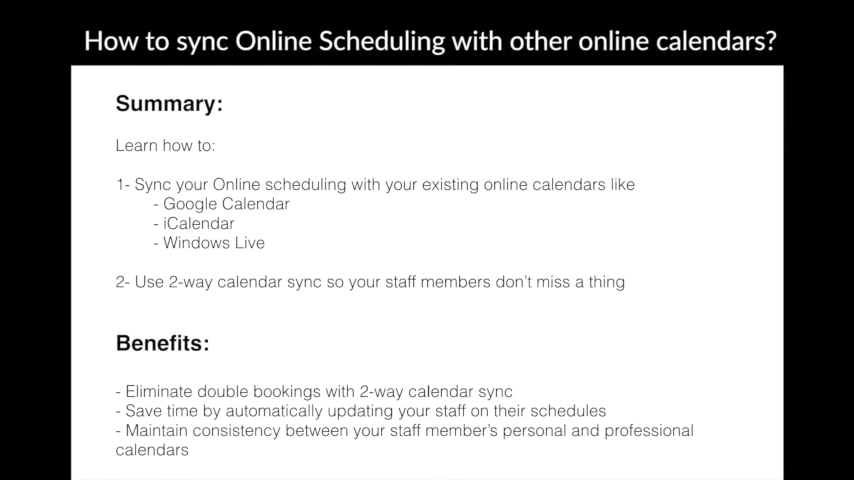 How to sync Online Scheduling with other online calendars?
Summary:
Learn how to:
1- Sync your Online scheduling with your existing online calendars like
- Google Calendar
- iCalendar
- Windows Live
2- Use 2-way calendar sync so your staff members don't miss a thing
Benefits:
- Eliminate double bookings with 2-way calendar sync
- Save time by automatically updating your staff on their schedules
- Maintain consistency between your staff member's personal and professional
calendars